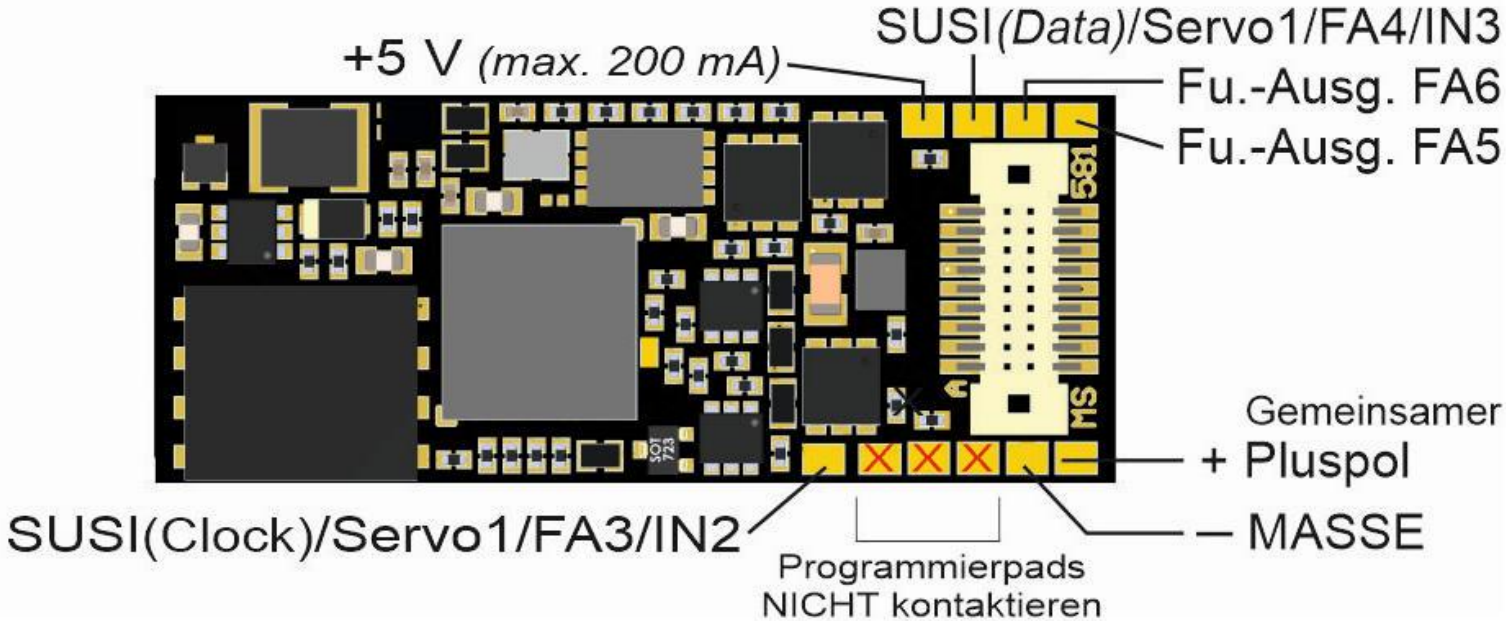 SUSI(Data)/Servo1/FA4/IN3
+5 V (max. 200 mA)
Fu.-Ausg. FA6
Fu.-Ausg. FA5
581
A
MS
SOT
723
Gemeinsamer
+ Pluspol
SUSI(Clock)/Servo1/FA3/IN2
– MASSE
Programmierpads
NICHT kontaktieren